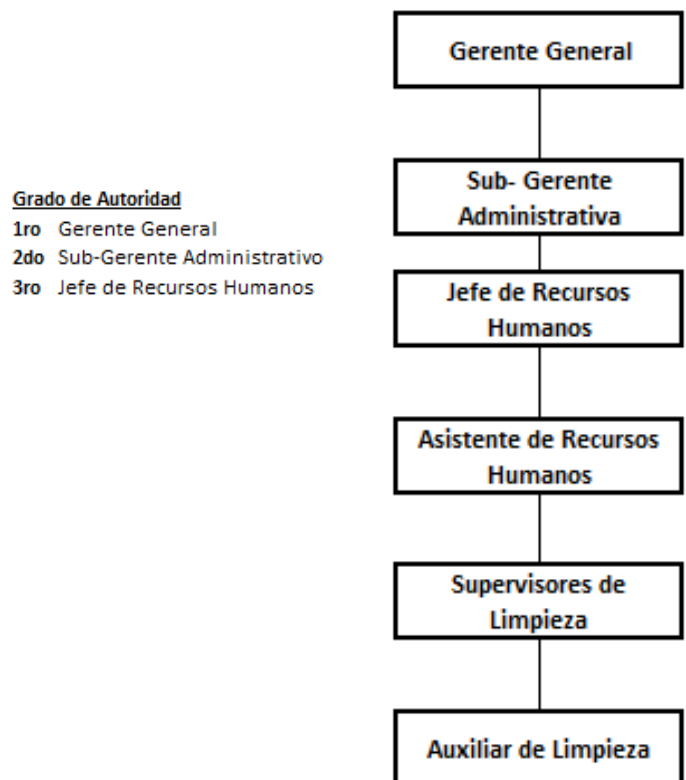 Gerente General
Sub- Gerente
Administrativa
Grado de Autoridad
1ro Gerente General
2do Sub-Gerente Administrativo
3ro Jefe de Recursos Humanos
Jefe de Recursos
Humanos
Asistente de Recursos
Humanos
Supervisores de
Limpieza
Auxiliar de Limpieza